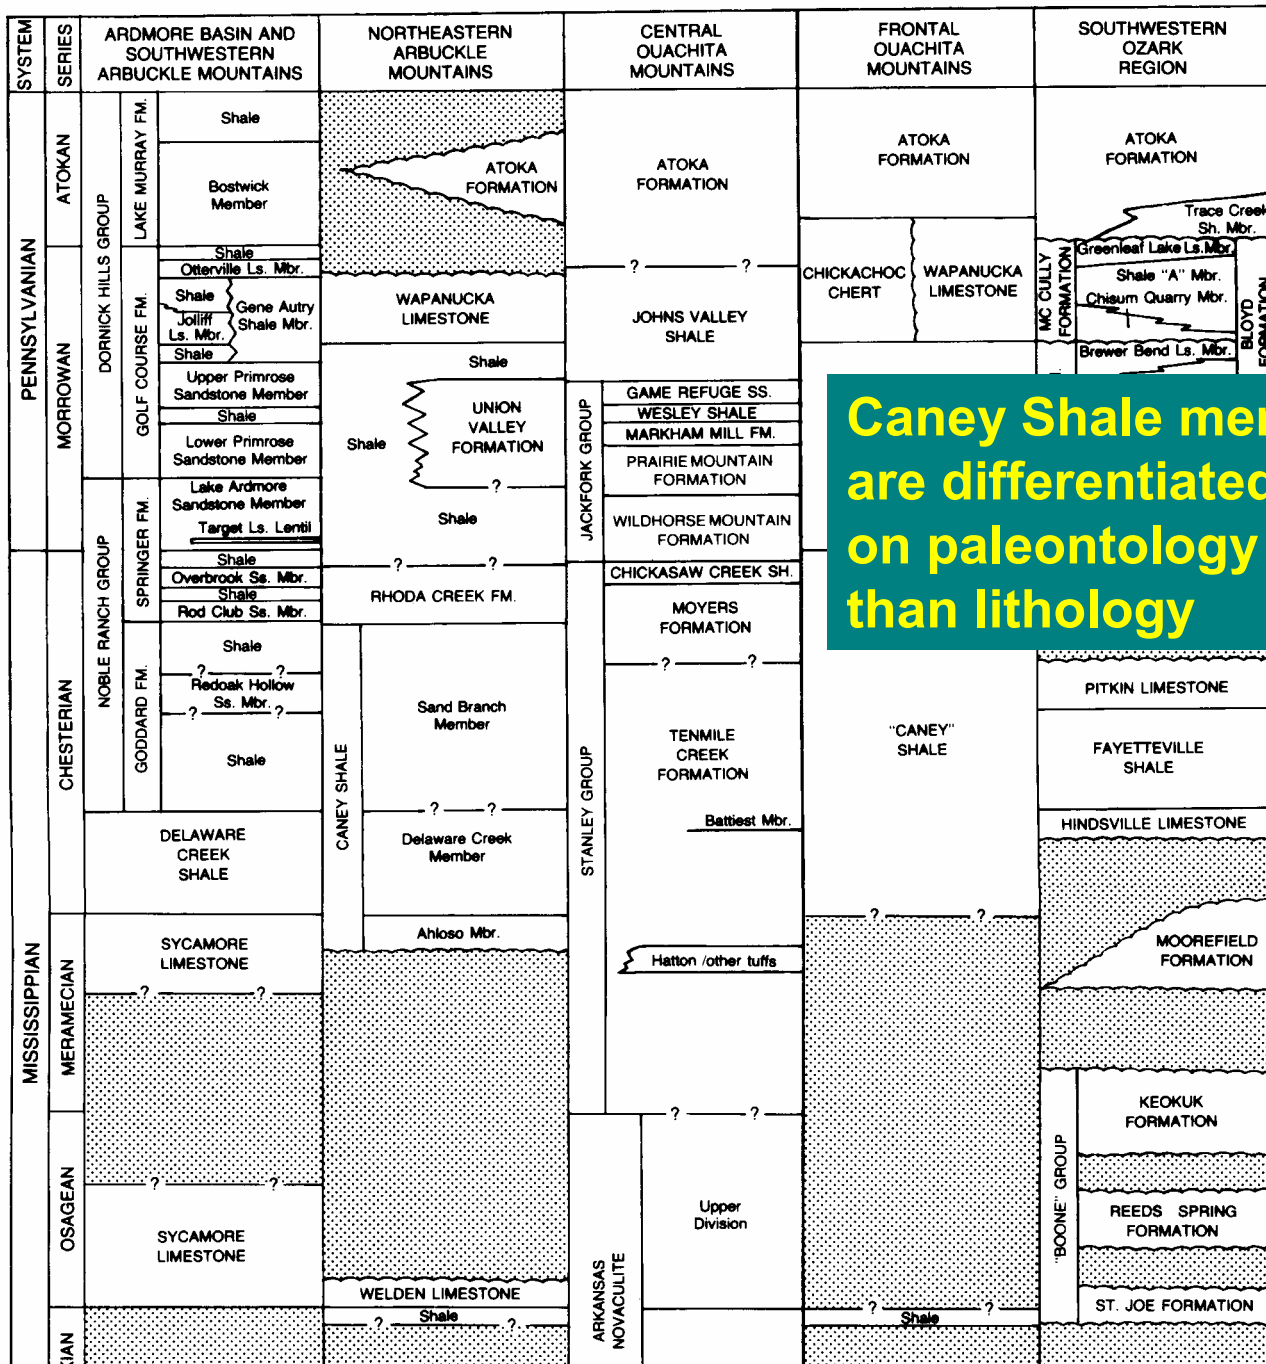 SYSTEM
SERIES
ARDMORE BASIN AND
SOUTHWESTERN
ARBUCKLE MOUNTAINS
NORTHEASTERN
ARBUCKLE
MOUNTAINS
CENTRAL
OUACHITA
MOUNTAINS
FRONTAL
OUACHITA
MOUNTAINS
SOUTHWESTERN
OZARK
REGION
PENNSYLVANIAN
MISSISSIPPIAN
ATOKAN
MORROWAN
CHESTERIAN
MERAMECIAN
OSAGEAN
KIAN
DORNICK HILLS GROUP
NOBLE RANCH GROUP
LAKE MURRAY FM.
GOLF COURSE FM.
SPRINGER FM.
GODDARD FM.
Shale
Bostwick
Member
Shale
Otterville Ls. Mbr.
Shale
Gene Autry
Shale Mbr.
Jolliff
Ls. Mbr.
Shale
Upper Primrose
Sandstone Member
Shale
Lower Primrose
Sandstone Member
Lake Ardmore
Sandstone Member
Target Ls. Lentil
Shale
Overbrook Ss. Mbr.
Shale
Rod Club Ss. Mbr.
Shale
? ?
Redoak Hollow
Ss. Mbr.
? ?
Shale
DELAWARE
CREEK
SHALE
SYCAMORE
LIMESTONE
? ?
? ?
SYCAMORE
LIMESTONE
ATOKA
FORMATION
WAPANUCKA
LIMESTONE
Shale
UNION
VALLEY
FORMATION
Shale
?
Shale
? ?
RHODA CREEK FM.
CANEY SHALE
Sand Branch
Member
? ?
Delaware Creek
Member
Ahloso Mbr.
WELDEN LIMESTONE
Shale
? ?
ATOKA
FORMATION
? ?
JOHNS VALLEY
SHALE
JACKFORK GROUP
GAME REFUGE SS.
WESLEY SHALE
MARKHAM MILL FM.
PRAIRIE MOUNTAIN
FORMATION
WILDHORSE MOUNTAIN
FORMATION
STANLEY GROUP
CHICKASAW CREEK SH.
MOYERS
FORMATION
? ?
TENMILE
CREEK
FORMATION
Battiest Mbr.
Hatton /other tuffs
? ?
ARKANSAS
NOVACULITE
Upper
Division
ATOKA
FORMATION
CHICKACHOC
CHERT
WAPANUCKA
LIMESTONE
"CANEY"
SHALE
? ?
? ?
Shale
ATOKA
FORMATION
Trace Creek
Sh. Mbr.
MC CULLY
FORMATION
Greenleaf Lake Ls. Mbr.
Shale "A" Mbr.
Chisum Quarry Mbr.
Brewer Bend Ls. Mbr.
BLOYD
FORMATION
Caney Shale mem
are differentiated
on paleontology
than lithology
PITKIN LIMESTONE
FAYETTEVILLE
SHALE
HINDSVILLE LIMESTONE
MOOREFIELD
FORMATION
"BOONE" GROUP
KEOKUK
FORMATION
REEDS SPRING
FORMATION
ST. JOE FORMATION